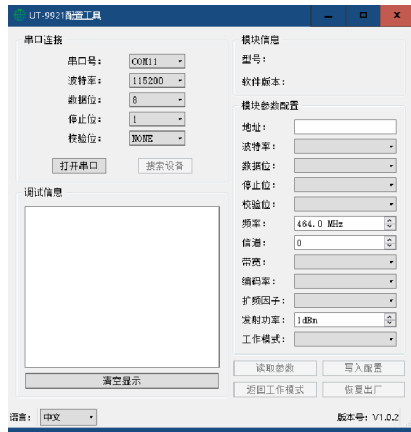 UT-9921配置工具
串口连接
串口号： COM11
波特率： 115200
数据位： 8
停止位： 1
校验位： NONE
打开串口 搜索设备
调试信息
清空显示
模块信息
型号：
软件版本：
模块参数配置
地址：
波特率：
数据位：
停止位：
校验位：
频率： 464.0 MHz
信道： 0
带宽：
编码率：
扩频因子：
发射功率： 1dBm
工作模式：
读取参数 写入配置
返回工作模式 恢复出厂
语言： 中文 版本号： V1.0.2